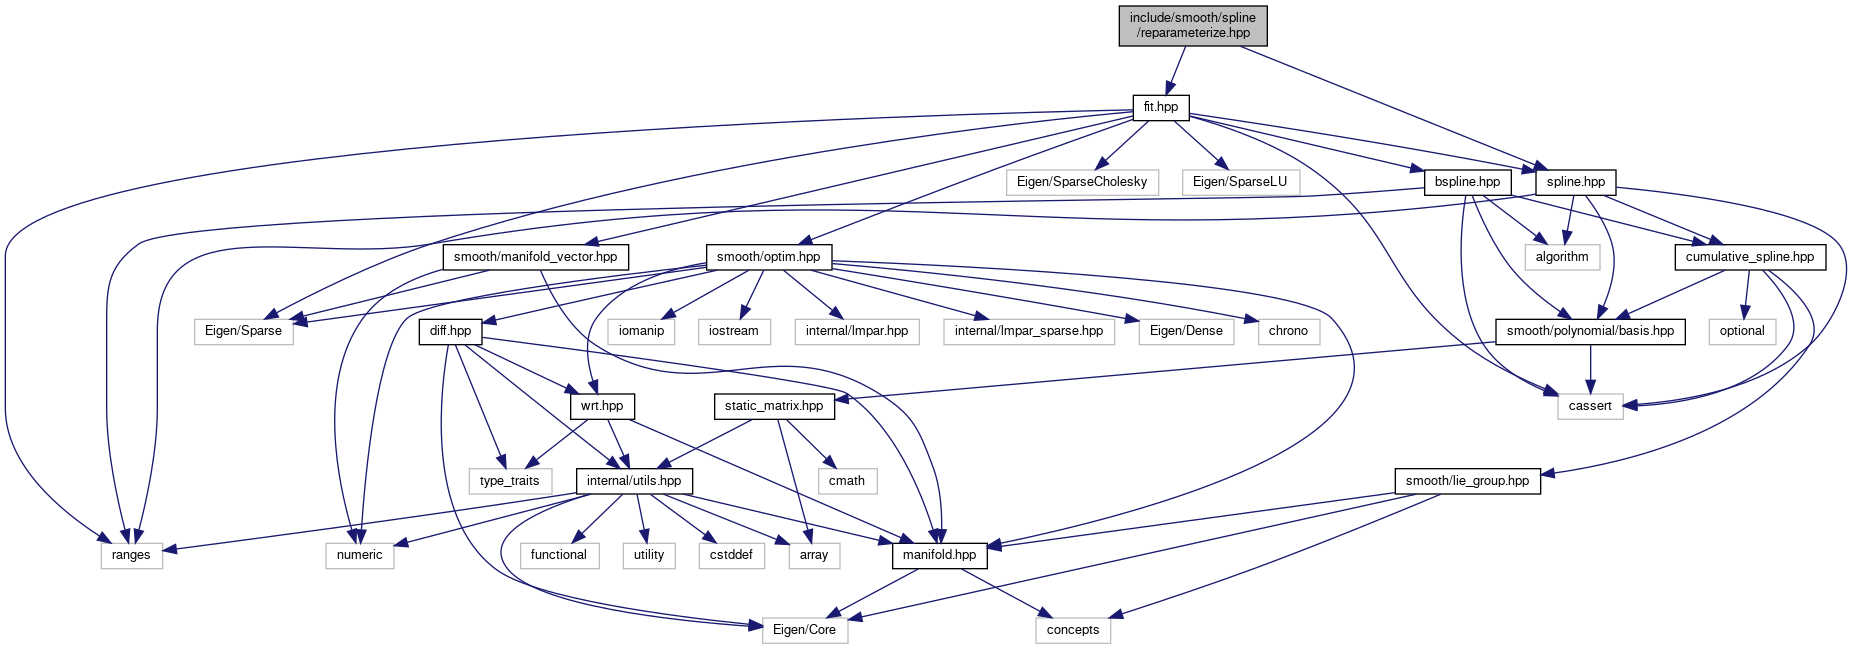 include/smooth/spline
/reparameterize.hpp
fit.hpp
Eigen/SparseCholesky
Eigen/SparseLU
bspline.hpp
spline.hpp
smooth/manifold_vector.hpp
smooth/optim.hpp
algorithm
cumulative_spline.hpp
Eigen/Sparse
diff.hpp
iomanip
iostream
internal/lmpar.hpp
internal/lmpar_sparse.hpp
Eigen/Dense
chrono
smooth/polynomial/basis.hpp
optional
wrt.hpp
static_matrix.hpp
cassert
type_traits
internal/utils.hpp
cmath
smooth/lie_group.hpp
ranges
numeric
functional
utility
cstddef
array
manifold.hpp
Eigen/Core
concepts